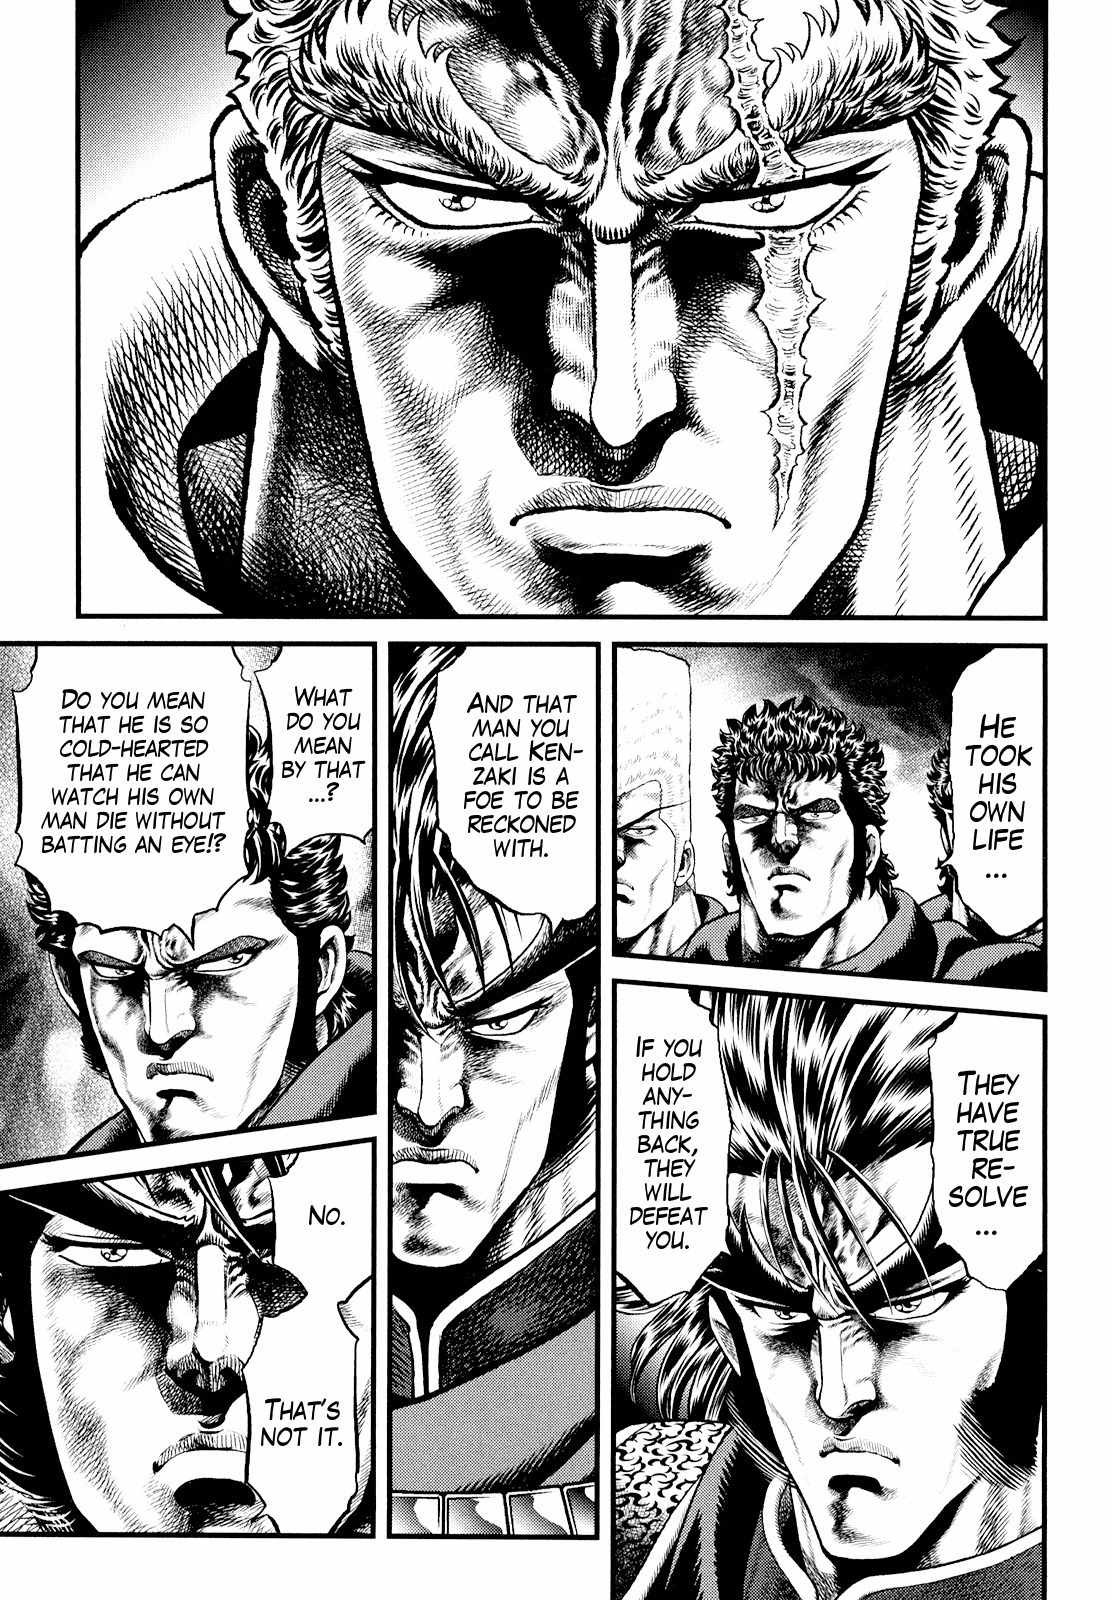 HE
TOOK
HIS
OWN
LIFE
...
THEY
HAVE
TRUE
RE-
SOLVE
...
IF YOU
HOLD
ANY-
THING
BACK,
THEY
WILL
DEFEAT
YOU.
AND THAT
MAN YOU
CALL KEN-
ZAKI IS A
FOE TO BE
RECKONED
WITH.
WHAT
DO YOU
MEAN
BY THAT
...?
DO YOU MEAN
THAT HE IS SO
COLD-HEARTED
THAT HE CAN
WATCH HIS OWN
MAN DIE WITHOUT
BATTING AN EYE!?
NO.
THAT'S
NOT IT.